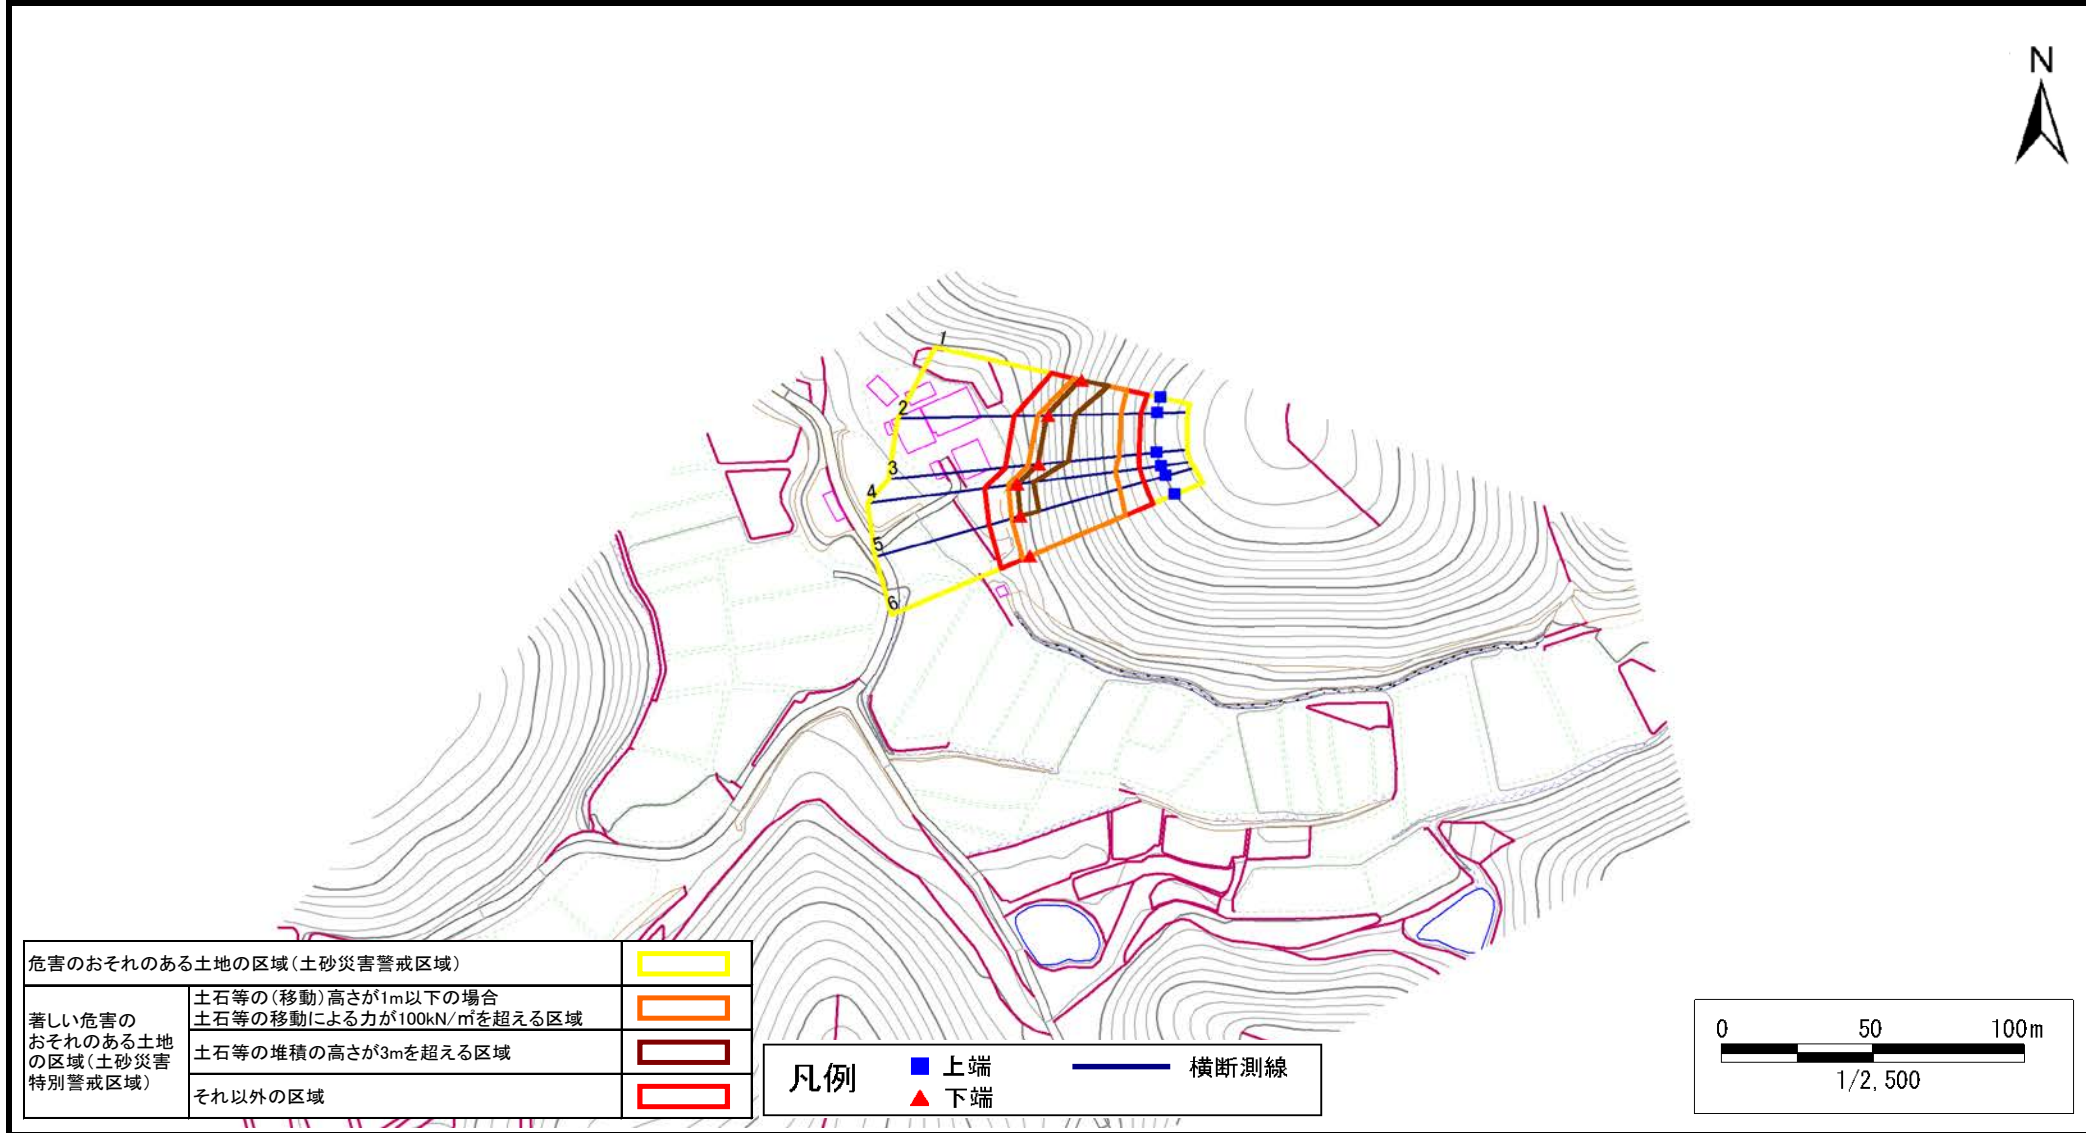 N
1
2
3
4
5
6
危害のおそれのある土地の区域(土砂災害警戒区域)
著しい危害の
おそれのある土地
の区域(土砂災害
特別警戒区域)
土石等の(移動)高さが1m以下の場合
土石等の移動による力が100kN/㎡を超える区域
土石等の堆積の高さが3mを超える区域
それ以外の区域
凡例
上端
下端
横断測線
0 50 100m
1/2,500